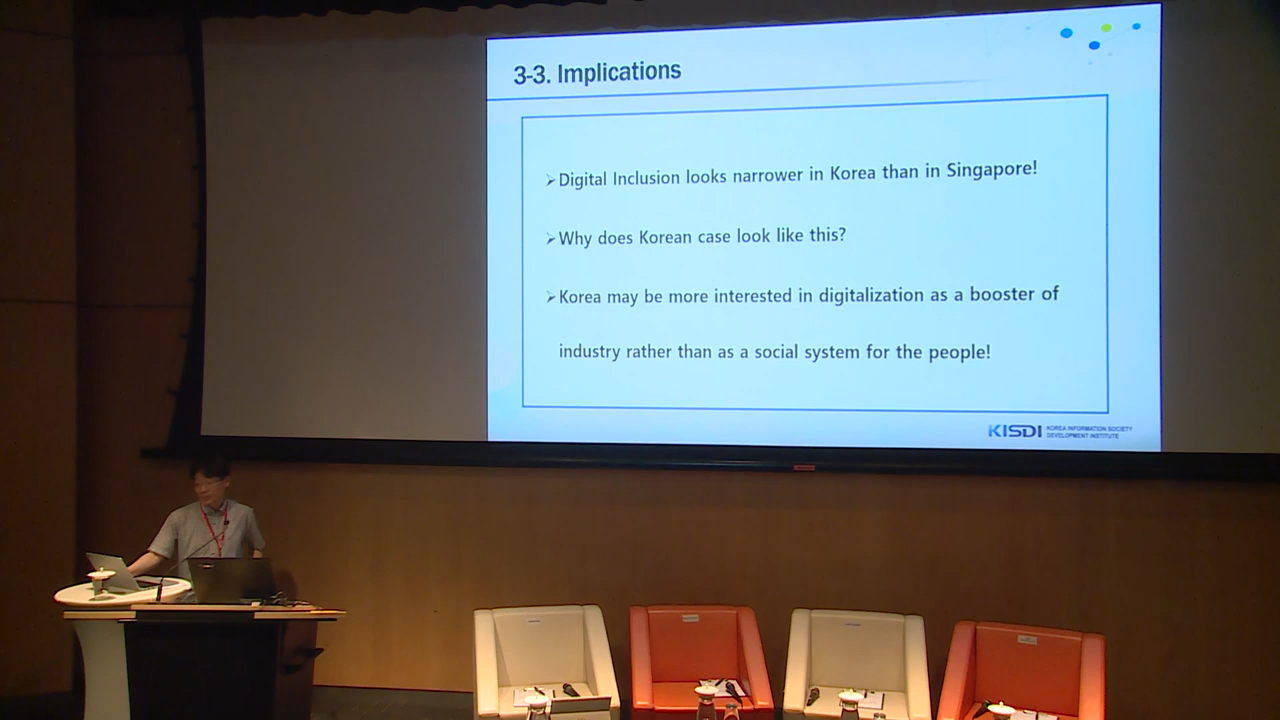 3-3. Implications
➢Digital Inclusion looks narrower in Korea than in Singapore!
➢Why does Korean case look like this?
➢Korea may be more interested in digitalization as a booster of
industry rather than as a social system for the people!
KISDI
KOREA INFORMATION SOCIETY
DEVELOPMENT INSTITUTE